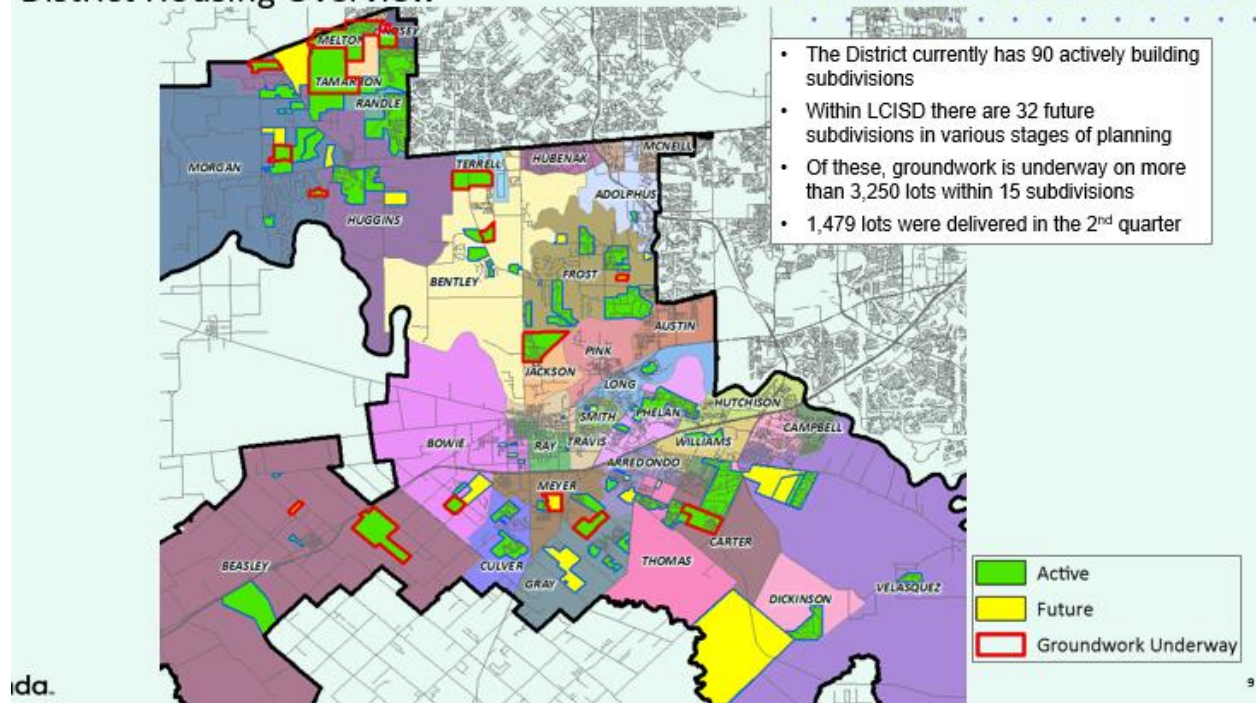 District Housing Overview
• The District currently has 90 actively building
subdivisions
• Within LCISD there are 32 future
subdivisions in various stages of planning
• Of these, groundwork is underway on more
than 3,250 lots within 15 subdivisions
• 1,479 lots were delivered in the 2nd quarter
MELTON
TAMARRON
RANDLE
MORGAN
HUGGINS
TERRELL
HUBENAK
MCNEILL
ADOLPHUS
BENTLEY
FROST
AUSTIN
PINK
JACKSON
LONG
HUTCHISON
SMITH
PHELAN
CAMPBELL
BOWIE
RAY
TRAVIS
WILLIAMS
ARREDONDO
MEYER
CARTER
BEASLEY
CULVER
GRAY
THOMAS
DICKINSON
VELASQUEZ
Active
Future
Groundwork Underway
da.
9